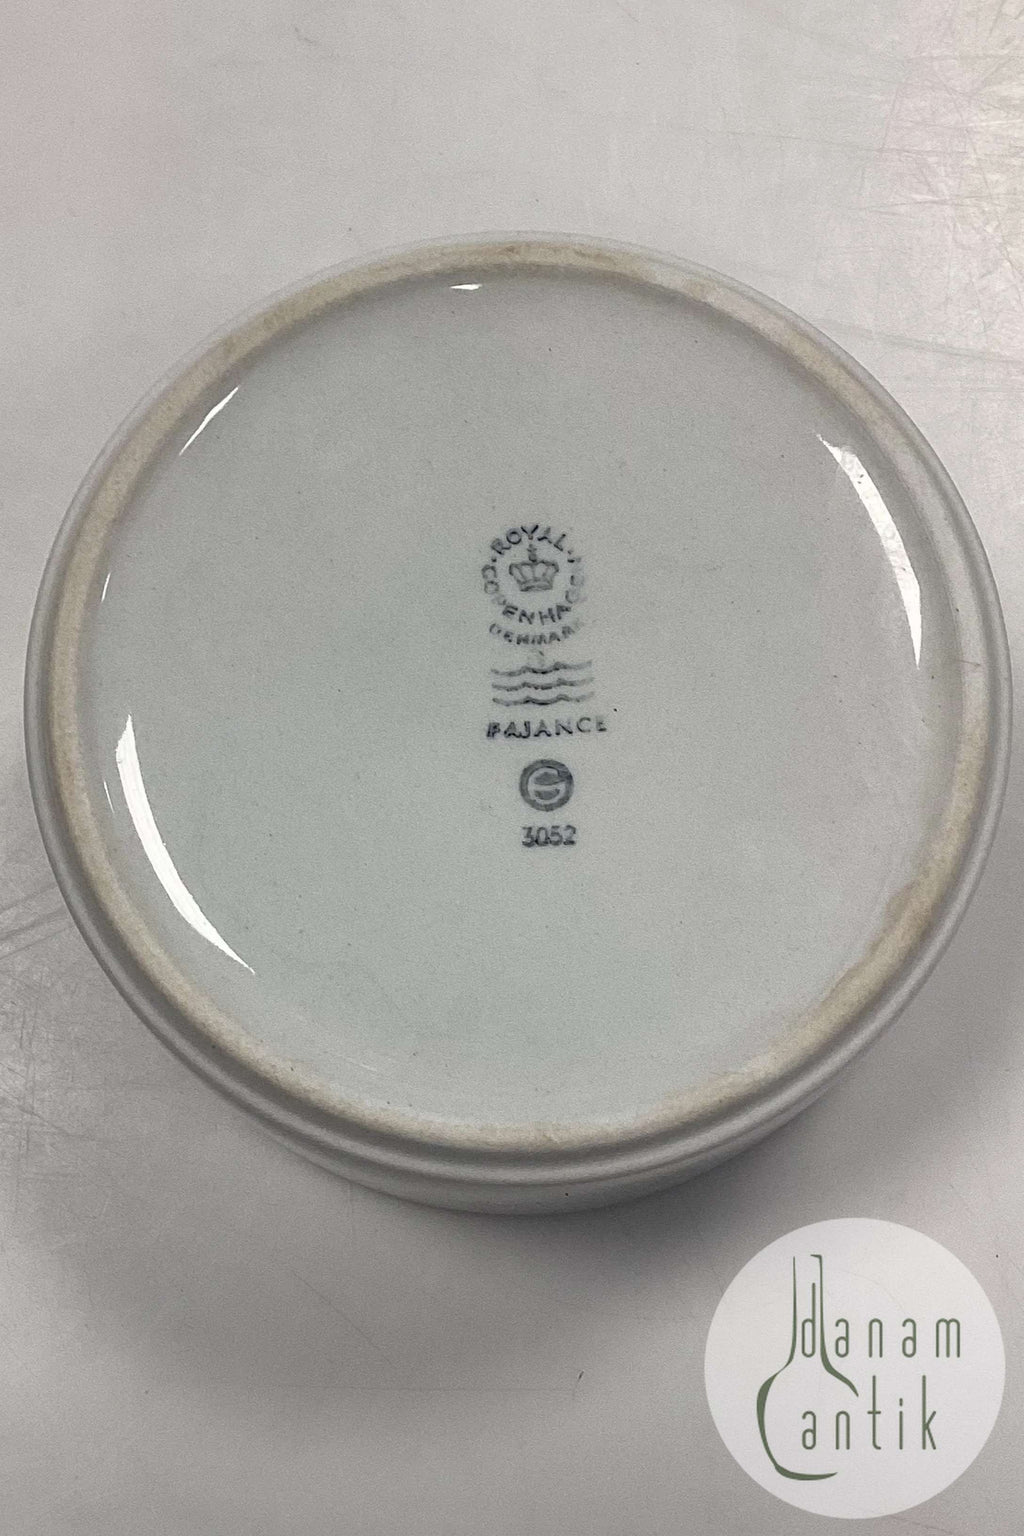 ROYAL
COPENHAGEN
DENMARK
FAJANCE
3052
danam
antik